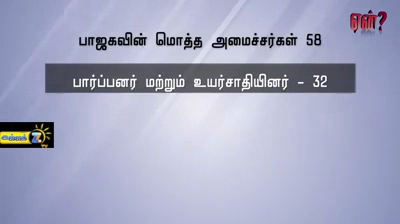 ஏன்?
பாஜகவின் மொத்த அமைச்சர்கள் 58
பார்ப்பனர் மற்றும் உயர்சாதியினர் - 32